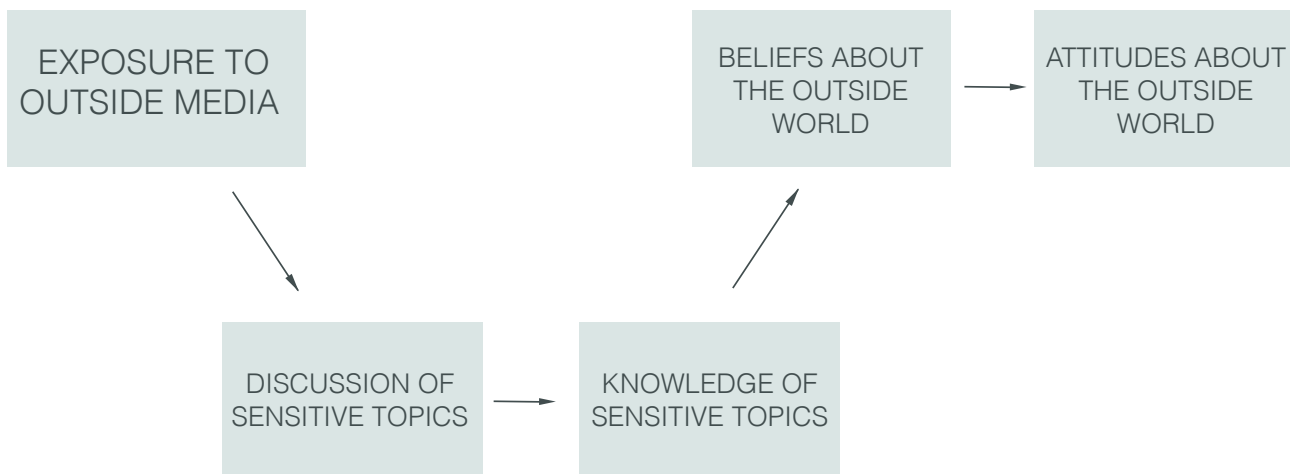 EXPOSURE TO
OUTSIDE MEDIA
DISCUSSION OF
SENSITIVE TOPICS
KNOWLEDGE OF
SENSITIVE TOPICS
BELIEFS ABOUT
THE OUTSIDE
WORLD
ATTITUDES ABOUT
THE OUTSIDE
WORLD